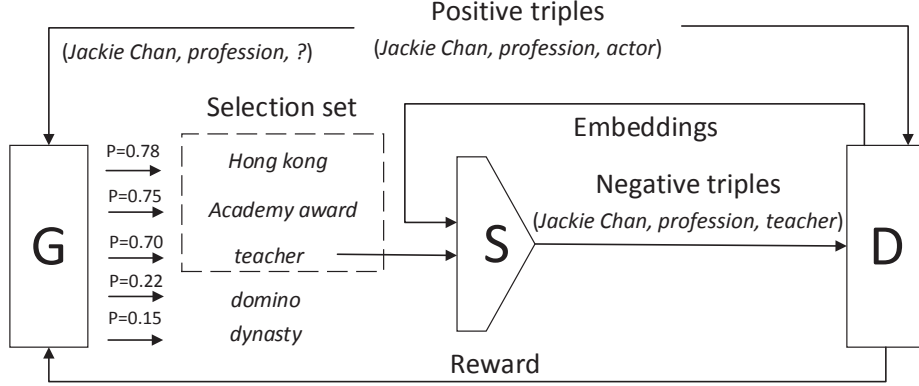 Positive triples
(Jackie Chan, profession, ?)
(Jackie Chan, profession, actor)
Selection set
Embeddings
P=0.78
Hong kong
P=0.75
Academy award
P=0.70
teacher
P=0.22
domino
P=0.15
dynasty
G
S
Negative triples
(Jackie Chan, profession, teacher)
D
Reward